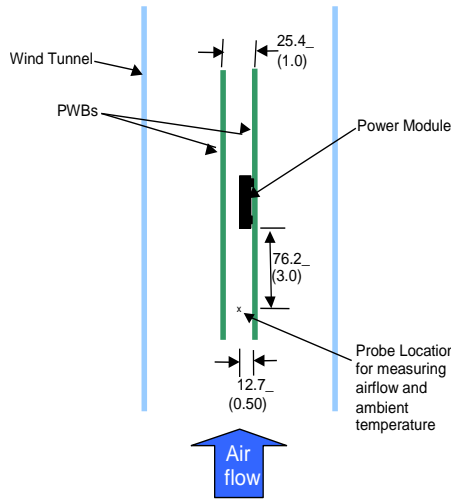 25.4_
(1.0)
Wind Tunnel
PWBs
Power Module
76.2_
(3.0)
x
Probe Location
for measuring
airflow and
ambient
temperature
12.7_
(0.50)
Air
flow